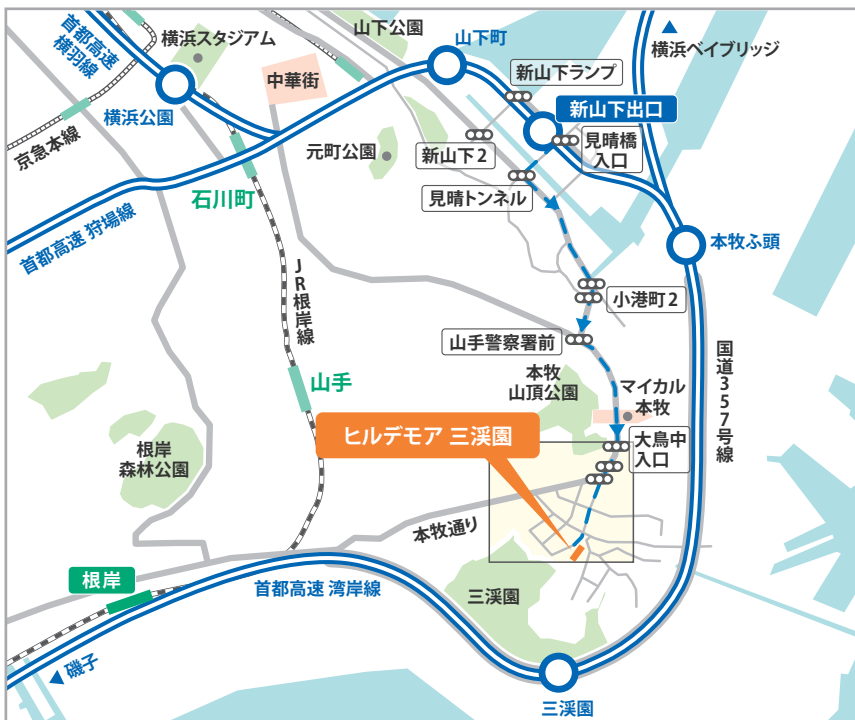 首都高速
横羽線
横浜スタジアム
山下公園
山下町
横浜ベイブリッジ
中華街
新山下ランプ
横浜公園
新山下出口
京急本線
元町公園
新山下2
見晴橋
入口
石川町
見晴トンネル
首都高速 狩場線
本牧ふ頭
JR根岸線
小港町2
山手警察署前
国道357号線
山手
本牧
山頂公園
マイカル
本牧
ヒルデモア 三渓園
大鳥中
入口
根岸
森林公園
本牧通り
根岸
首都高速 湾岸線
三渓園
磯子
三渓園